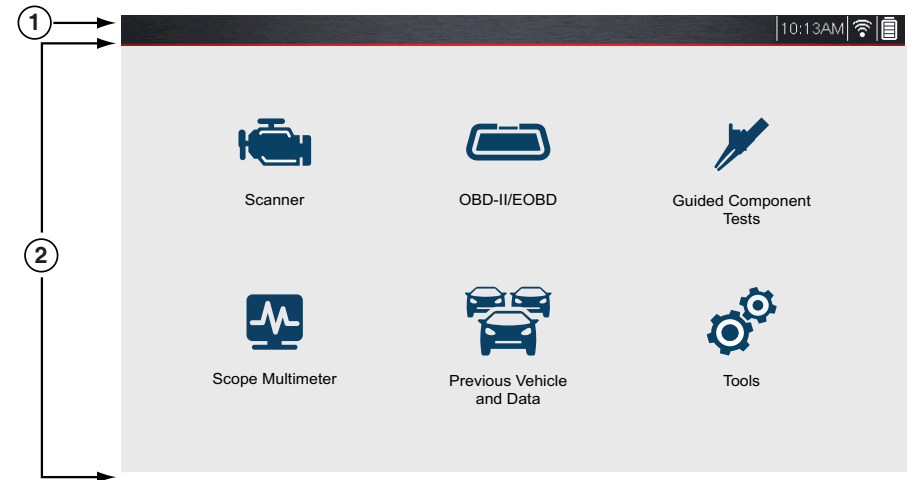 1
10:13AM
2
Scanner
OBD-II/EOBD
Guided Component
Tests
Scope Multimeter
Previous Vehicle
and Data
Tools